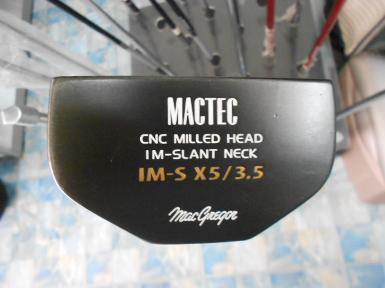 MACTEC
CNC MILLED HEAD
IM-SLANT NECK
IM-S X5/3.5
MacGregor